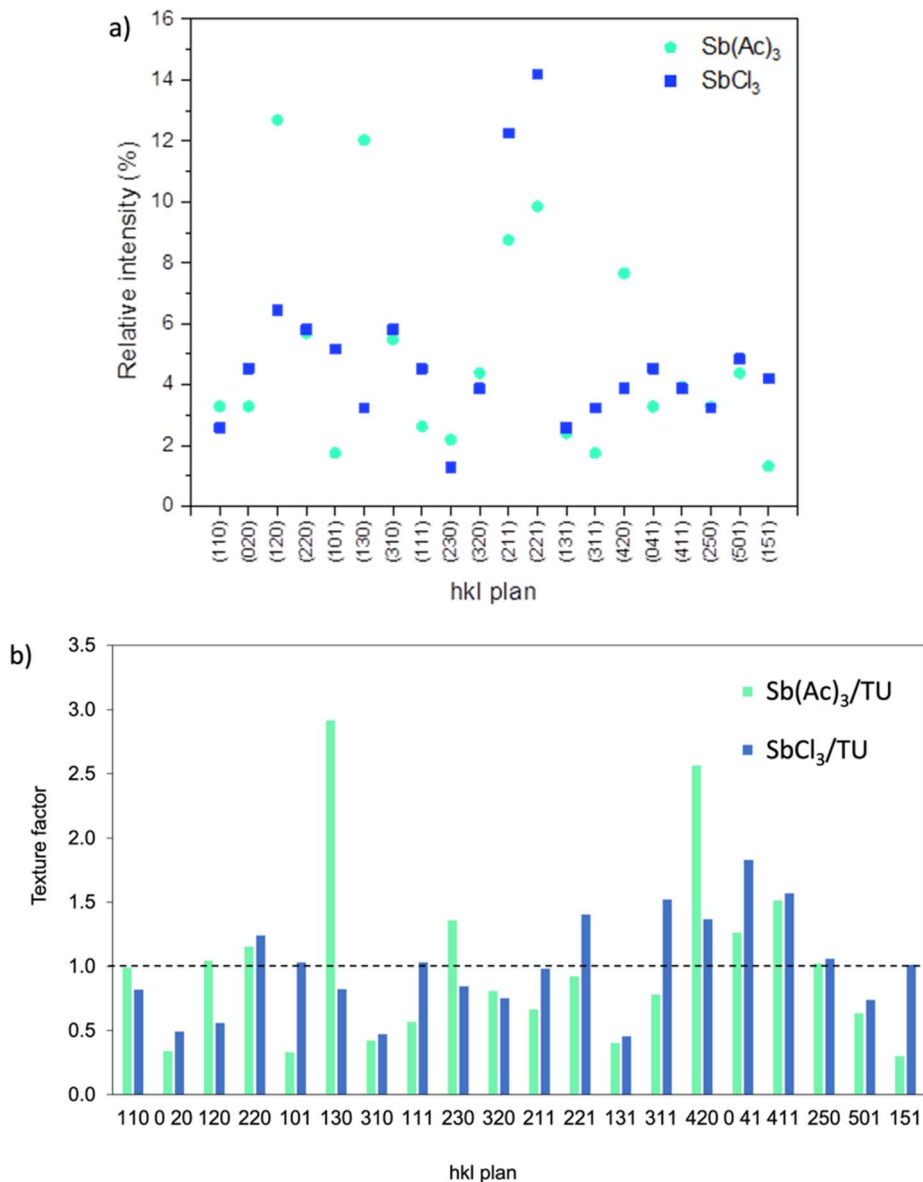 a)
16
14
12
10
8
6
4
2
0
Relative intensity (%)
Sb(Ac)₃
SbCl₃
(110) (020) (120) (220) (101) (130) (310) (111) (230) (320) (211) (221) (131) (311) (420) (041) (411) (250) (501) (151)
hkl plan
b)
3.5
3.0
2.5
2.0
1.5
1.0
0.5
0.0
Texture factor
Sb(Ac)₃/TU
SbCl₃/TU
110 0 20 120 220 101 130 310 111 230 320 211 221 131 311 420 0 41 411 250 501 151
hkl plan